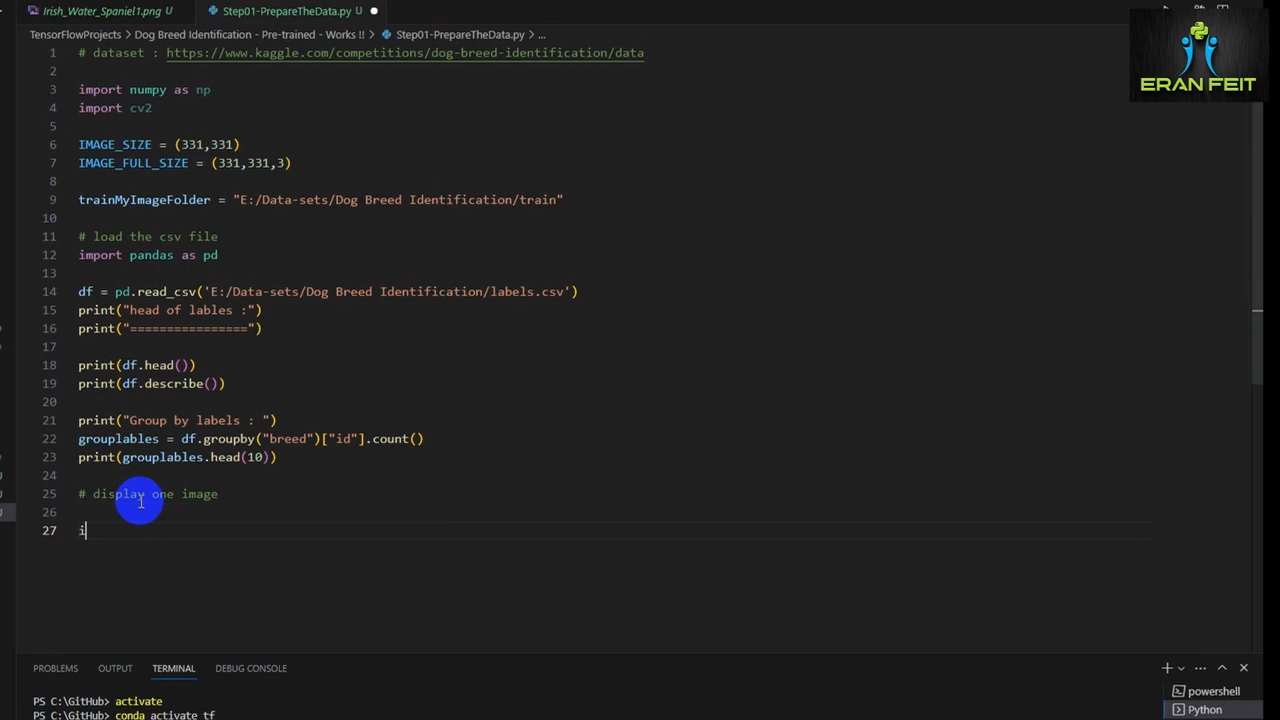 Irish_Water_Spaniel1.png U Step01-PrepareTheData.py U
ERAN FEIT
TensorFlowProjects > Dog Breed Identification - Pre-trained - Works !! > Step01-PrepareTheData.py > ...
1 # dataset : https://www.kaggle.com/competitions/dog-breed-identification/data
2
3 import numpy as np
4 import cv2
5
6 IMAGE_SIZE = (331,331)
7 IMAGE_FULL_SIZE = (331,331,3)
8
9 trainMyImageFolder = "E:/Data-sets/Dog Breed Identification/train"
10
11 # load the csv file
12 import pandas as pd
13
14 df = pd.read_csv('E:/Data-sets/Dog Breed Identification/labels.csv')
15 print("head of lables :")
16 print("================")
17
18 print(df.head())
19 print(df.describe())
20
21 print("Group by labels : ")
22 grouplables = df.groupby("breed")["id"].count()
23 print(grouplables.head(10))
24
25 # display one image
26
27 i
PROBLEMS OUTPUT TERMINAL DEBUG CONSOLE
PS C:\GitHub> activate
powershell
PS C:\GitHub> conda activate tf
Python